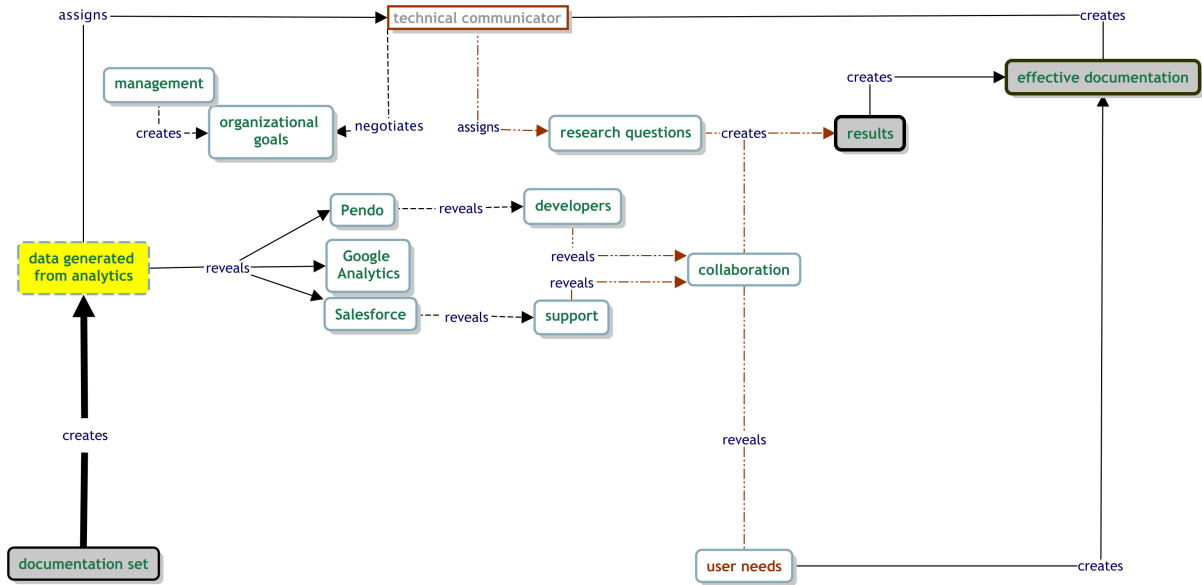 assigns
technical communicator
creates
management
creates
effective documentation
organizational
goals
negotiates
assigns
research questions
creates
results
creates
Pendo
reveals
developers
data generated
from analytics
reveals
Google
Analytics
reveals
collaboration
reveals
Salesforce
reveals
support
creates
reveals
documentation set
user needs
creates